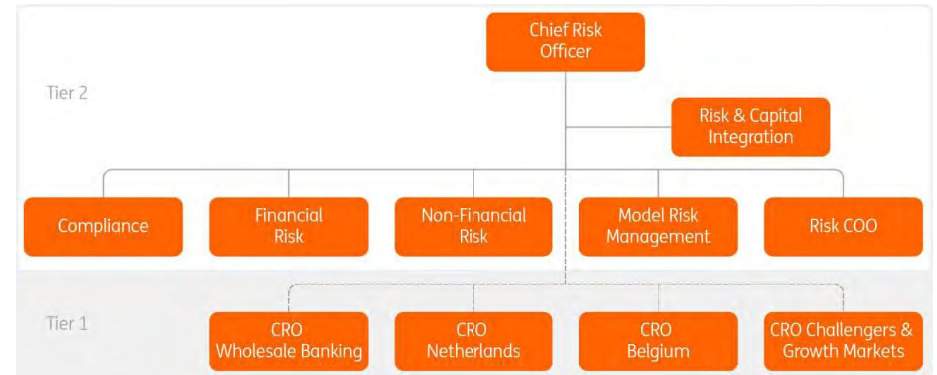 Chief Risk
Officer
Tier 2
Risk & Capital
Integration
Compliance
Financial
Risk
Non-Financial
Risk
Model Risk
Management
Risk COO
Tier 1
CRO
Wholesale Banking
CRO
Netherlands
CRO
Belgium
CRO Challengers &
Growth Markets